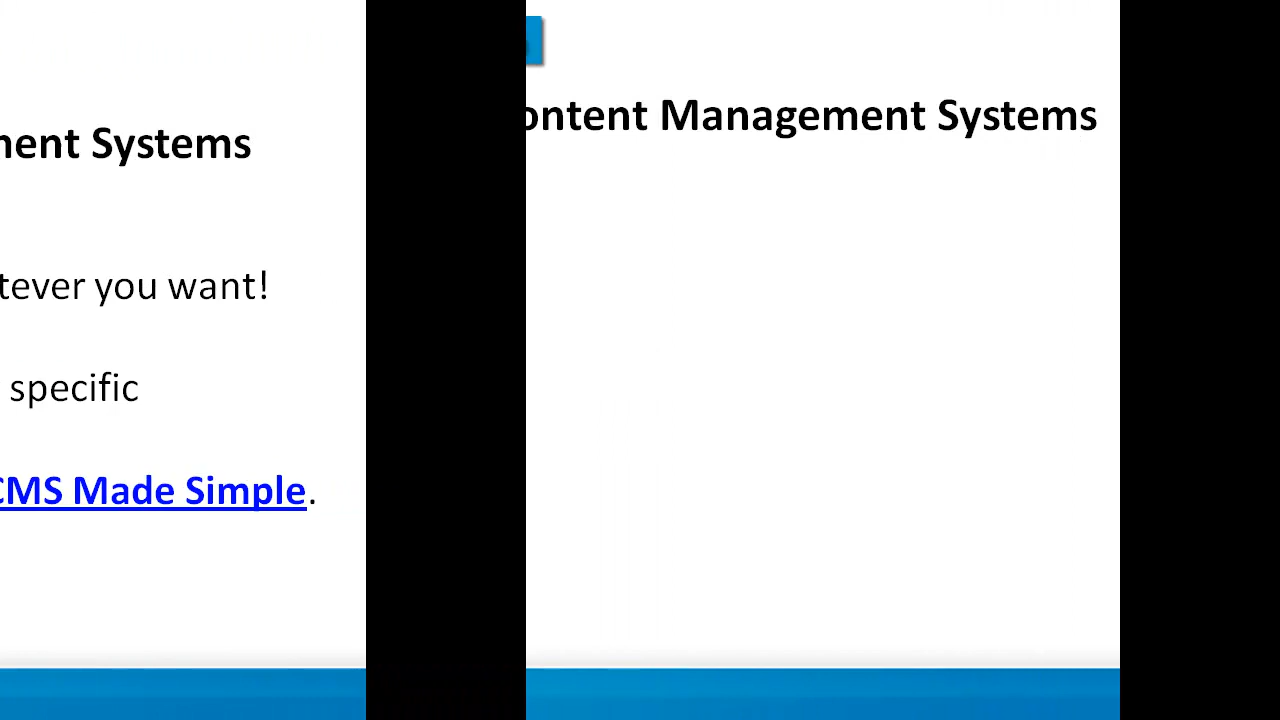 ment Systems
tever you want!
specific
CMS Made Simple.
ontent Management Systems